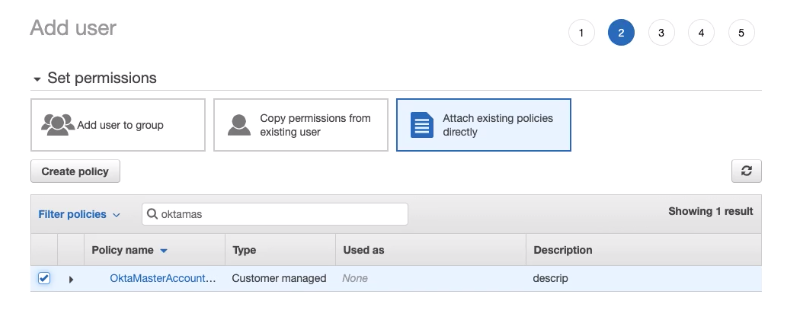 Add user
1 2 3 4 5
Set permissions
Add user to group
Copy permissions from
existing user
Attach existing policies
directly
Create policy
Filter policies
oktamas
Showing 1 result
Policy name Type Used as Description
OktaMasterAccount... Customer managed None descrip